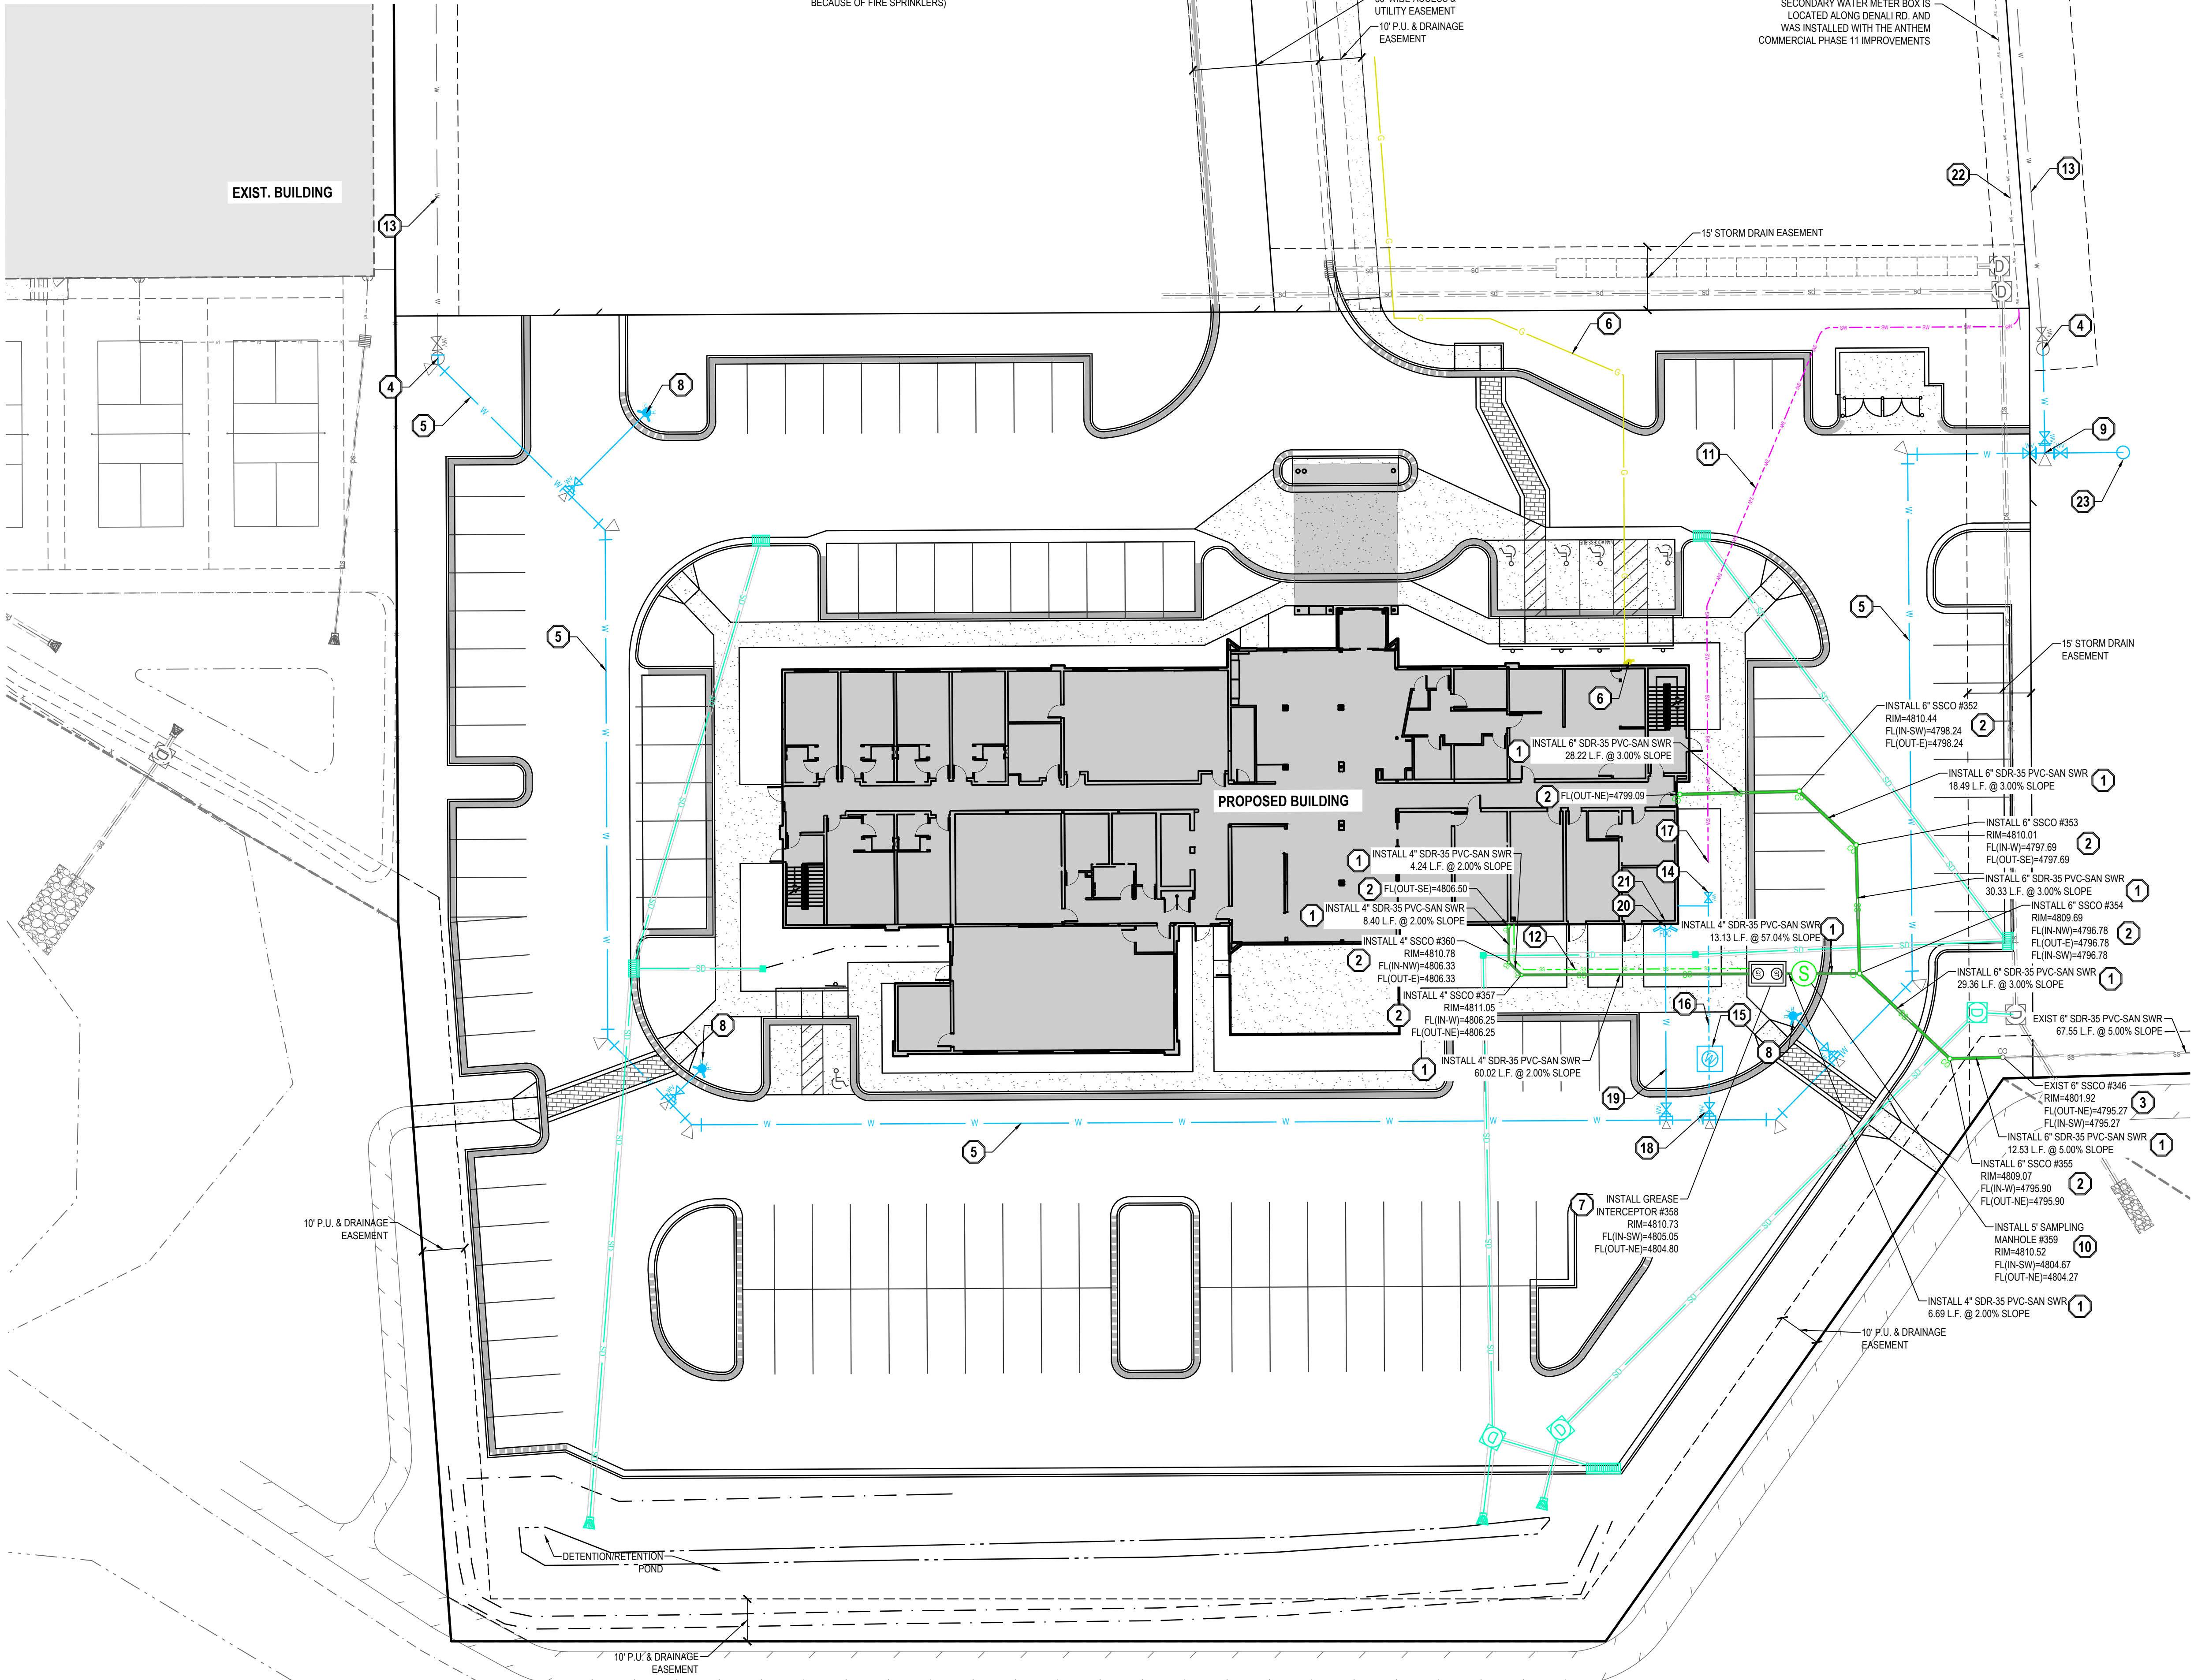 BECAUSE OF FIRE SPRINKLERS)
UTILITY EASEMENT
10' P.U. & DRAINAGE
EASEMENT
SECONDARY WATER METER BOX IS
LOCATED ALONG DENALI RD. AND
WAS INSTALLED WITH THE ANTHEM
COMMERCIAL PHASE 11 IMPROVEMENTS
EXIST. BUILDING
13
22
13
15' STORM DRAIN EASEMENT
6
4
4
8
5
9
11
23
5
5
15' STORM DRAIN
EASEMENT
6
INSTALL 6" SSCO #352
RIM=4810.44
FL(IN-SW)=4798.24
FL(OUT-E)=4798.24
2
1
INSTALL 6" SDR-35 PVC-SAN SWR
28.22 L.F. @ 3.00% SLOPE
INSTALL 6" SDR-35 PVC-SAN SWR
18.49 L.F. @ 3.00% SLOPE
1
PROPOSED BUILDING
2
FL(OUT-NE)=4799.09
INSTALL 6" SSCO #353
RIM=4810.01
FL(IN-W)=4797.69
FL(OUT-SE)=4797.69
2
17
14
1
INSTALL 4" SDR-35 PVC-SAN SWR
4.24 L.F. @ 2.00% SLOPE
21
20
INSTALL 6" SDR-35 PVC-SAN SWR
30.33 L.F. @ 3.00% SLOPE
1
2
FL(OUT-SE)=4806.50
1
INSTALL 4" SDR-35 PVC-SAN SWR
8.40 L.F. @ 2.00% SLOPE
INSTALL 6" SSCO #354
RIM=4809.69
FL(IN-NW)=4796.78
FL(OUT-E)=4796.78
FL(IN-SW)=4796.78
2
INSTALL 4" SDR-35 PVC-SAN SWR
13.13 L.F. @ 57.04% SLOPE
1
12
INSTALL 4" SSCO #360
RIM=4810.78
FL(IN-NW)=4806.33
FL(OUT-E)=4806.33
2
INSTALL 6" SDR-35 PVC-SAN SWR
29.36 L.F. @ 3.00% SLOPE
1
INSTALL 4" SSCO #357
RIM=4811.05
FL(IN-W)=4806.25
FL(OUT-NE)=4806.25
2
16
15
8
8
EXIST 6" SDR-35 PVC-SAN SWR
67.55 L.F. @ 5.00% SLOPE
1
INSTALL 4" SDR-35 PVC-SAN SWR
60.02 L.F. @ 2.00% SLOPE
19
EXIST 6" SSCO #346
RIM=4801.92
FL(OUT-NE)=4795.27
FL(IN-SW)=4795.27
3
5
18
INSTALL 6" SDR-35 PVC-SAN SWR
12.53 L.F. @ 5.00% SLOPE
1
INSTALL 6" SSCO #355
RIM=4809.07
FL(IN-W)=4795.90
FL(OUT-NE)=4795.90
2
7
INSTALL GREASE
INTERCEPTOR #358
RIM=4810.73
FL(IN-SW)=4805.05
FL(OUT-NE)=4804.80
INSTALL 5' SAMPLING
MANHOLE #359
RIM=4810.52
FL(IN-SW)=4804.67
FL(OUT-NE)=4804.27
10
10' P.U. & DRAINAGE
EASEMENT
INSTALL 4" SDR-35 PVC-SAN SWR
6.69 L.F. @ 2.00% SLOPE
1
10' P.U. & DRAINAGE
EASEMENT
DETENTION/RETENTION
POND
10' P.U. & DRAINAGE
EASEMENT